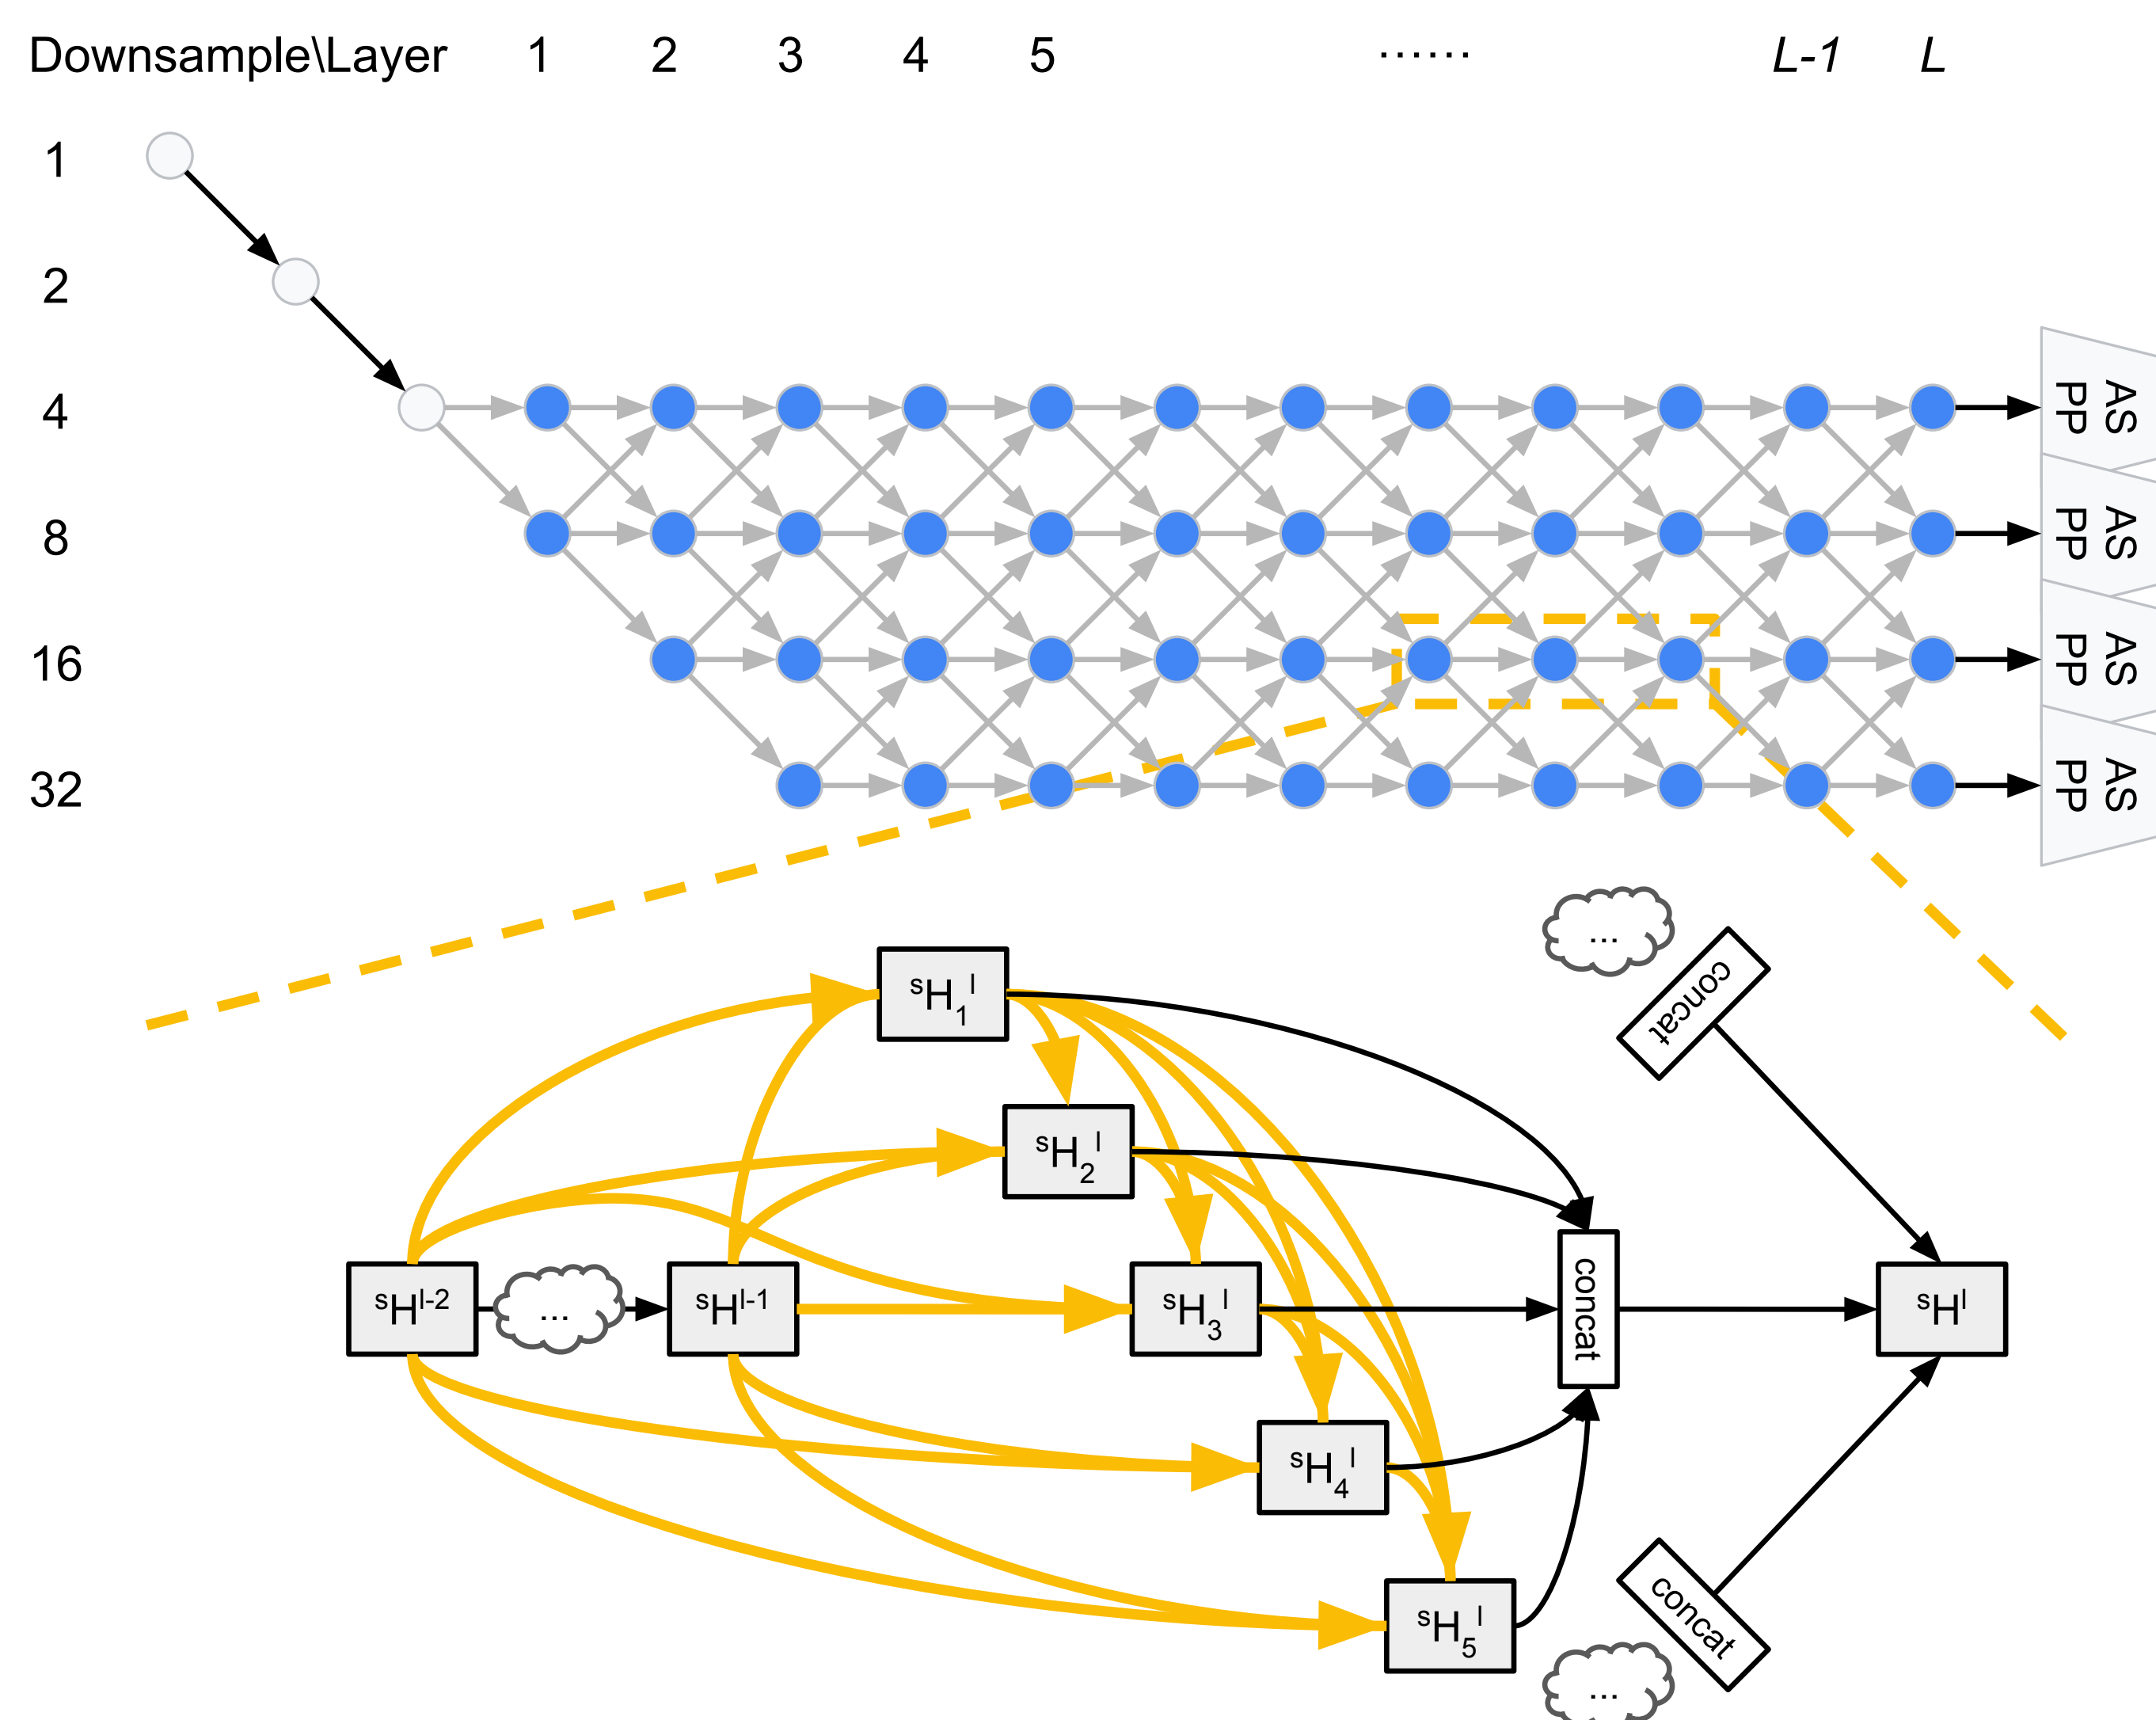 Downsample\Layer 1 2 3 4 5 ...... L-1 L
1
2
4
8
16
32
AS
PP
AS
PP
AS
PP
AS
PP
...
concat
sH1l
sH2l
sHl-2
...
sHl-1
sH3l
concat
sHl
sH4l
sH5l
concat
...